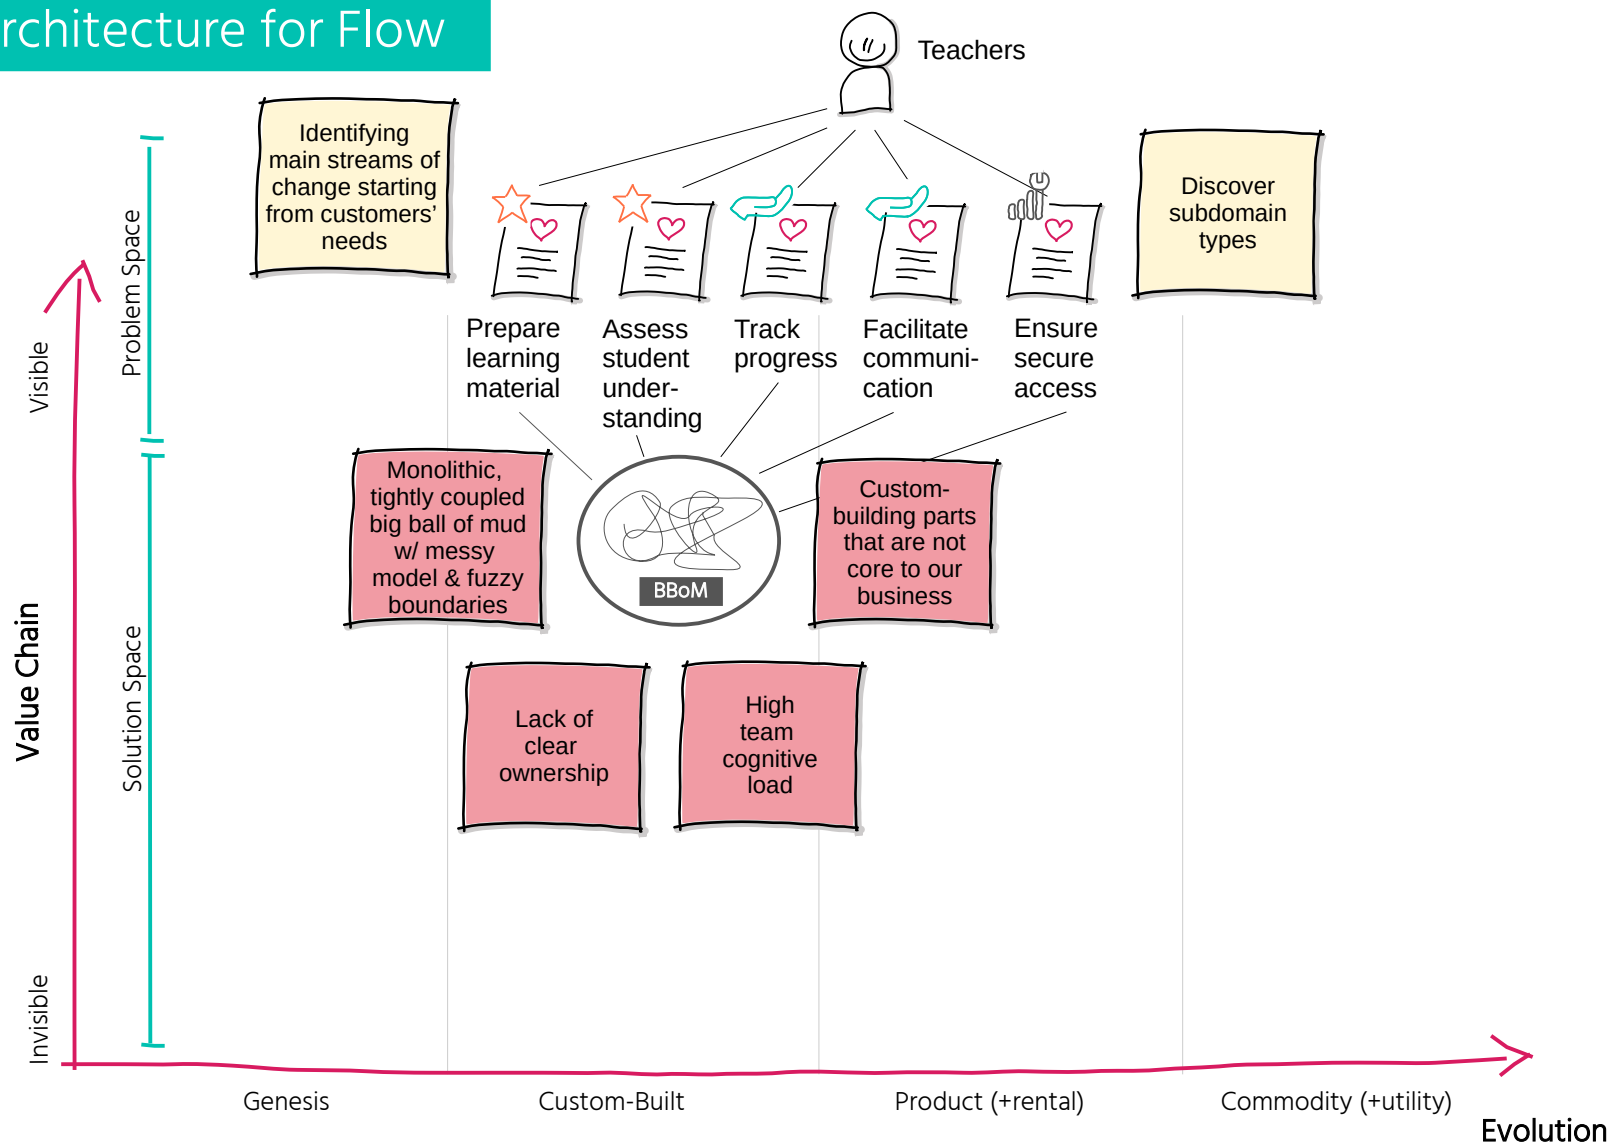 rchitecture for Flow
Teachers
Identifying
main streams of
change starting
from customers'
needs
Discover
subdomain
types
Prepare
learning
material
Assess
student
under-
standing
Track
progress
Facilitate
communi-
cation
Ensure
secure
access
Monolithic,
tightly coupled
big ball of mud
w/ messy
model & fuzzy
boundaries
BBoM
Custom-
building parts
that are not
core to our
business
Lack of
clear
ownership
High
team
cognitive
load
Value Chain
Visible
Invisible
Problem Space
Solution Space
Genesis
Custom-Built
Product (+rental)
Commodity (+utility)
Evolution